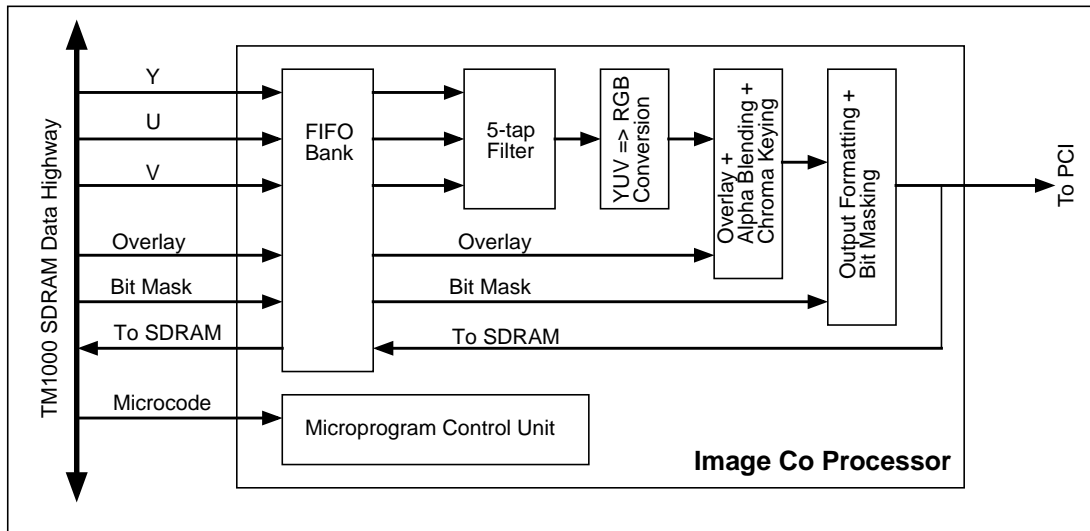 TM1000 SDRAM Data Highway
Y
U
V
Overlay
Bit Mask
To SDRAM
Microcode
FIFO
Bank
5-tap
Filter
YUV => RGB
Conversion
Overlay +
Alpha Blending +
Chroma Keying
Output Formatting +
Bit Masking
To PCI
Overlay
Bit Mask
To SDRAM
Microprogram Control Unit
Image Co Processor